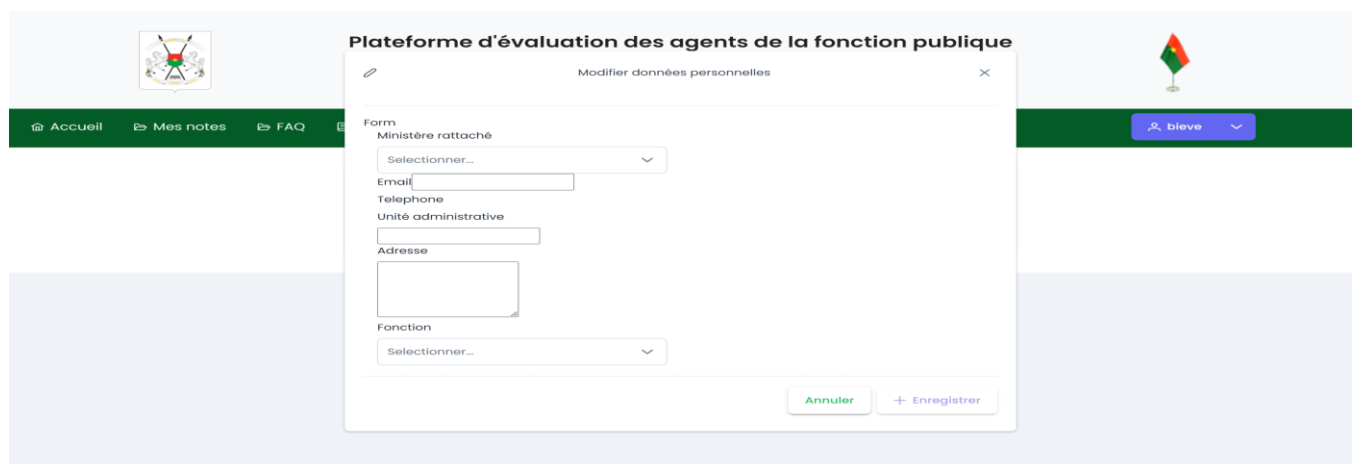 Plateforme d'évaluation des agents de la fonction publique
Modifier données personnelles
Accueil Mes notes FAQ bieve
Form
Ministère rattaché
Selectionner...
Email
Telephone
Unité administrative
Adresse
Fonction
Selectionner...
Annuler + Enregistrer